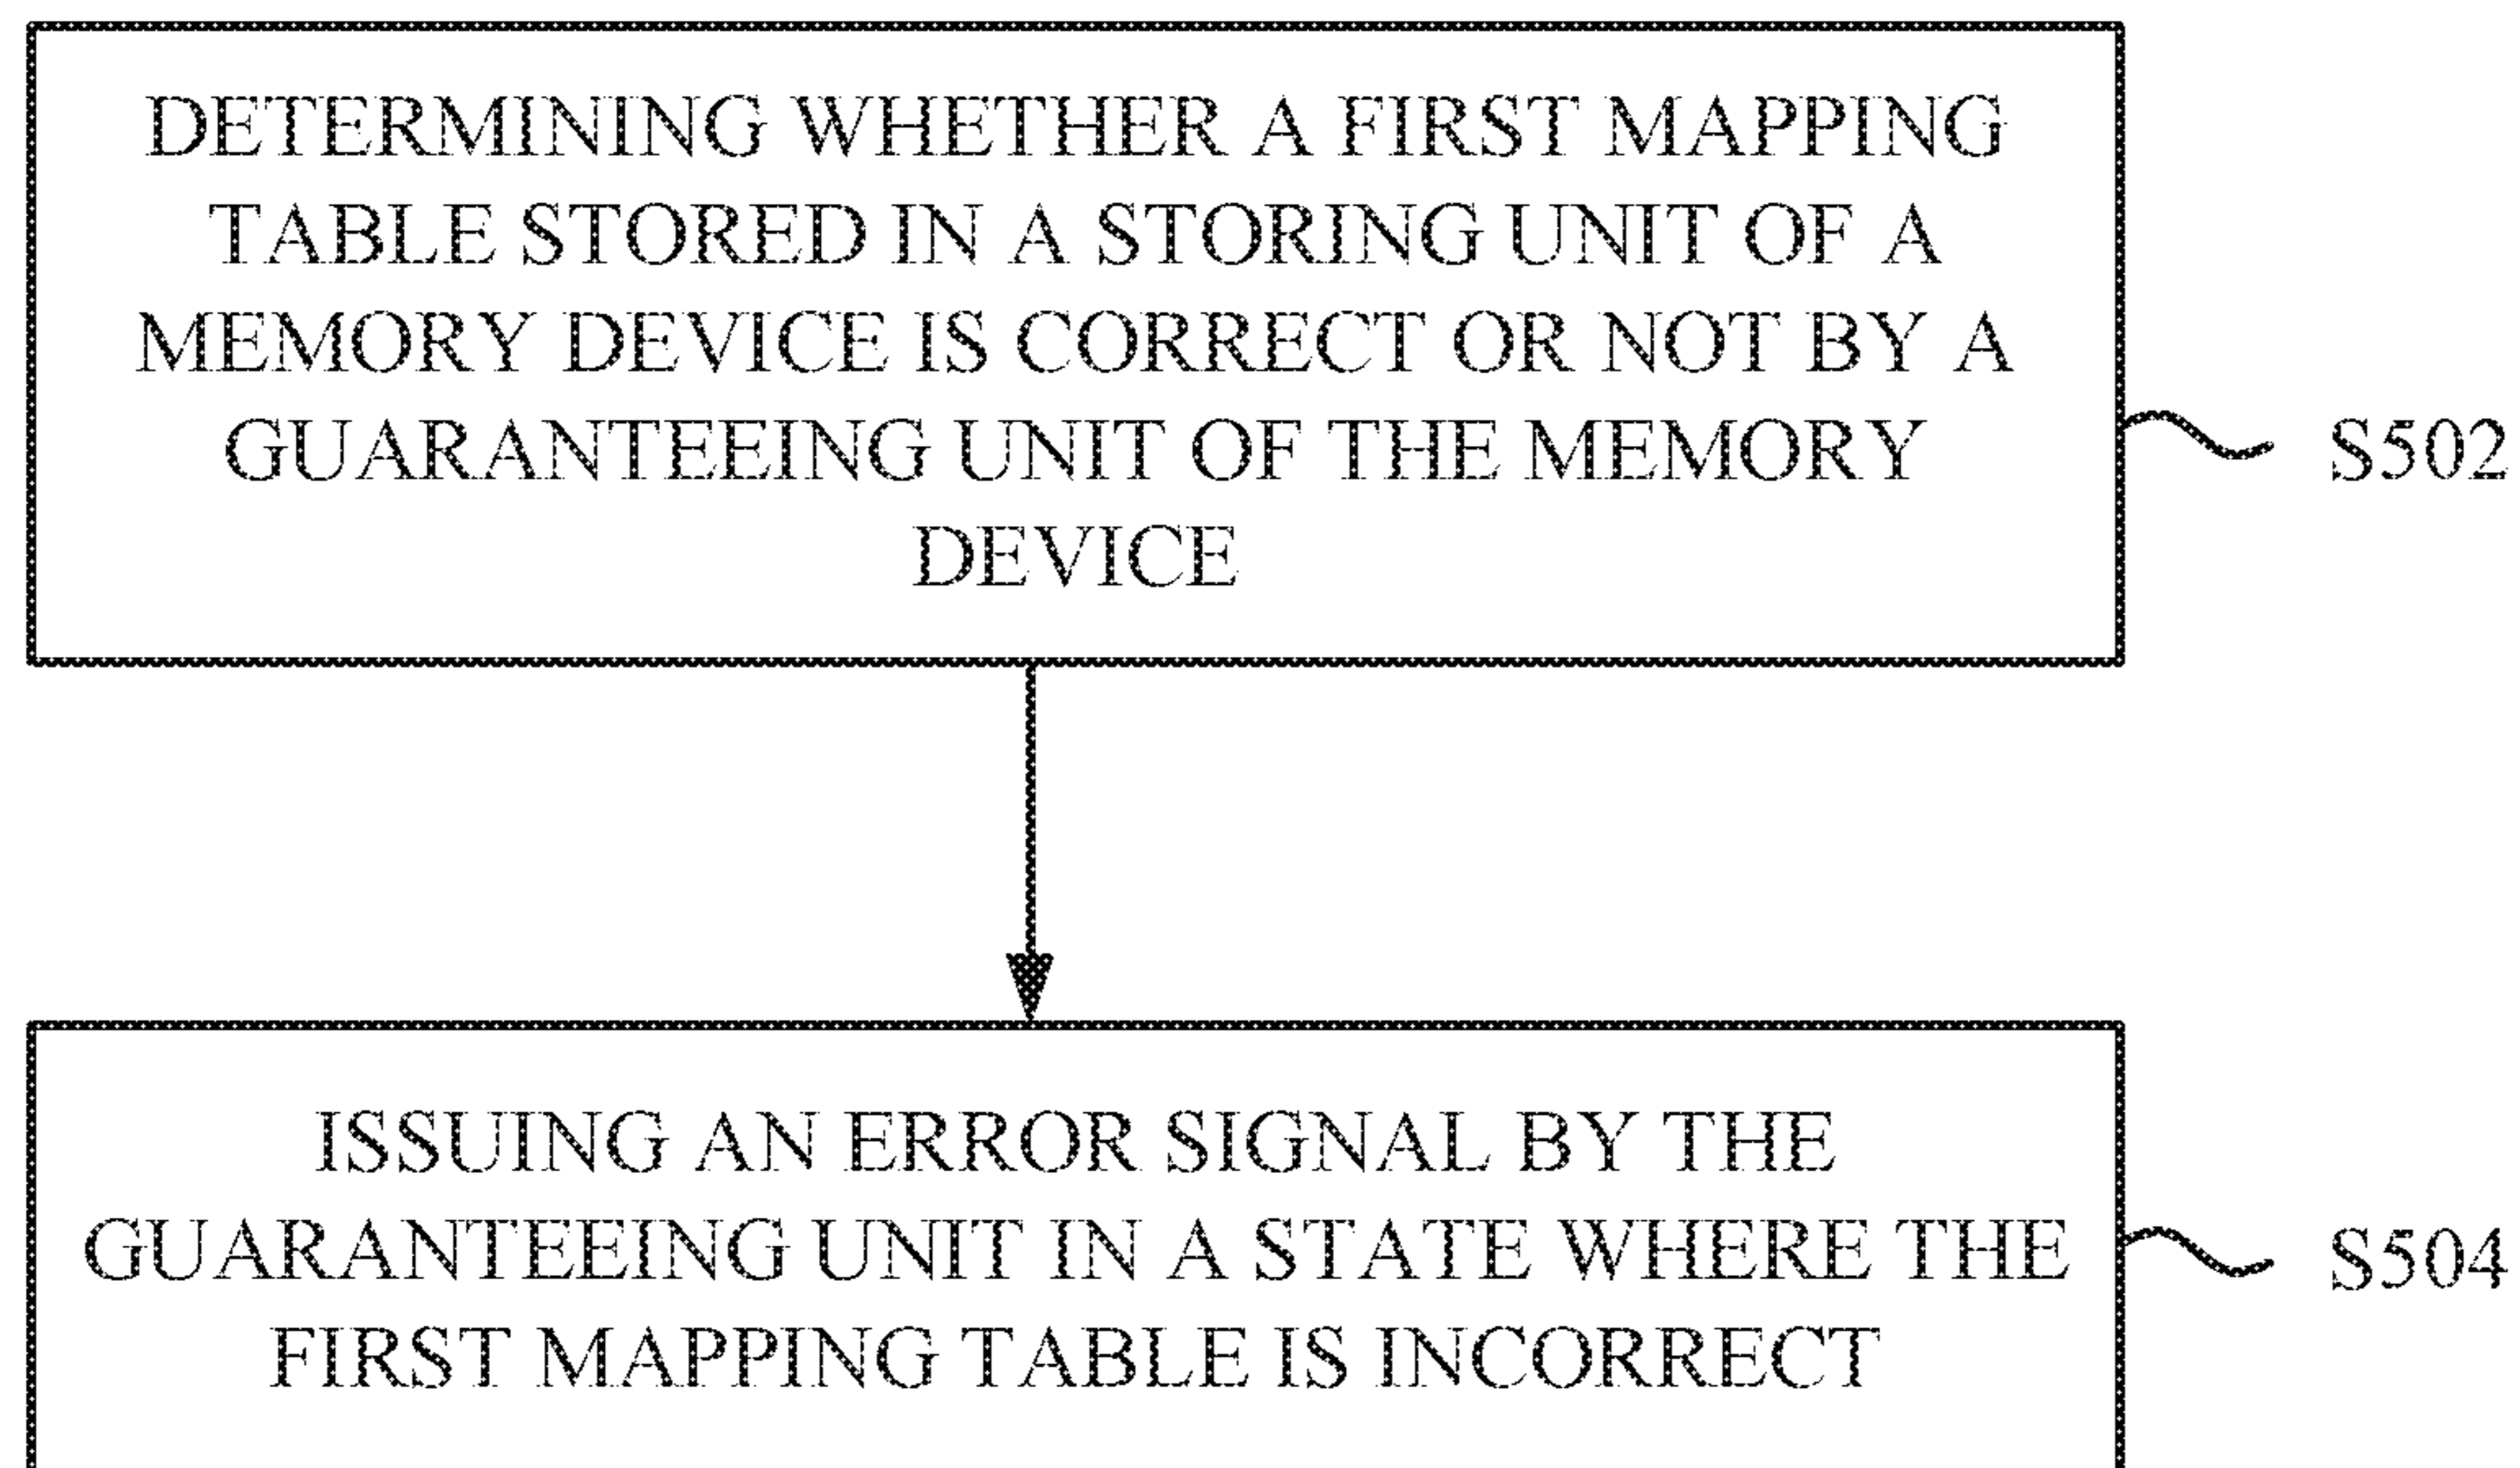 DETERMINING WHETHER A FIRST MAPPING
TABLE STORED IN A STORING UNIT OF A
MEMORY DEVICE IS CORRECT OR NOT BY A
GUARANTEEING UNIT OF THE MEMORY
DEVICE
S502
ISSUING AN ERROR SIGNAL BY THE
GUARANTEEING UNIT IN A STATE WHERE THE
FIRST MAPPING TABLE IS INCORRECT
S504